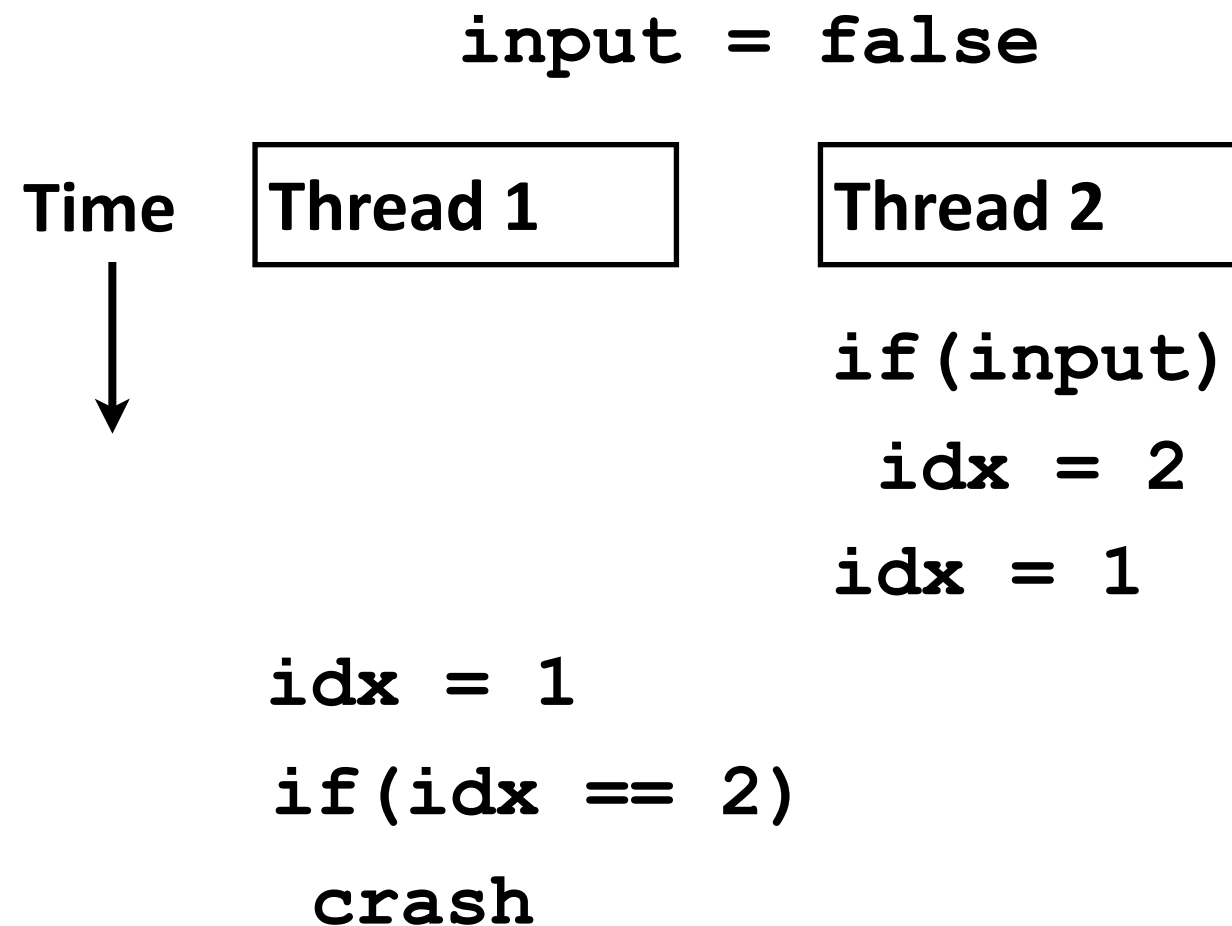 input = false
Time
Thread 1
Thread 2
if(input)
idx = 2
idx = 1
idx = 1
if(idx == 2)
crash